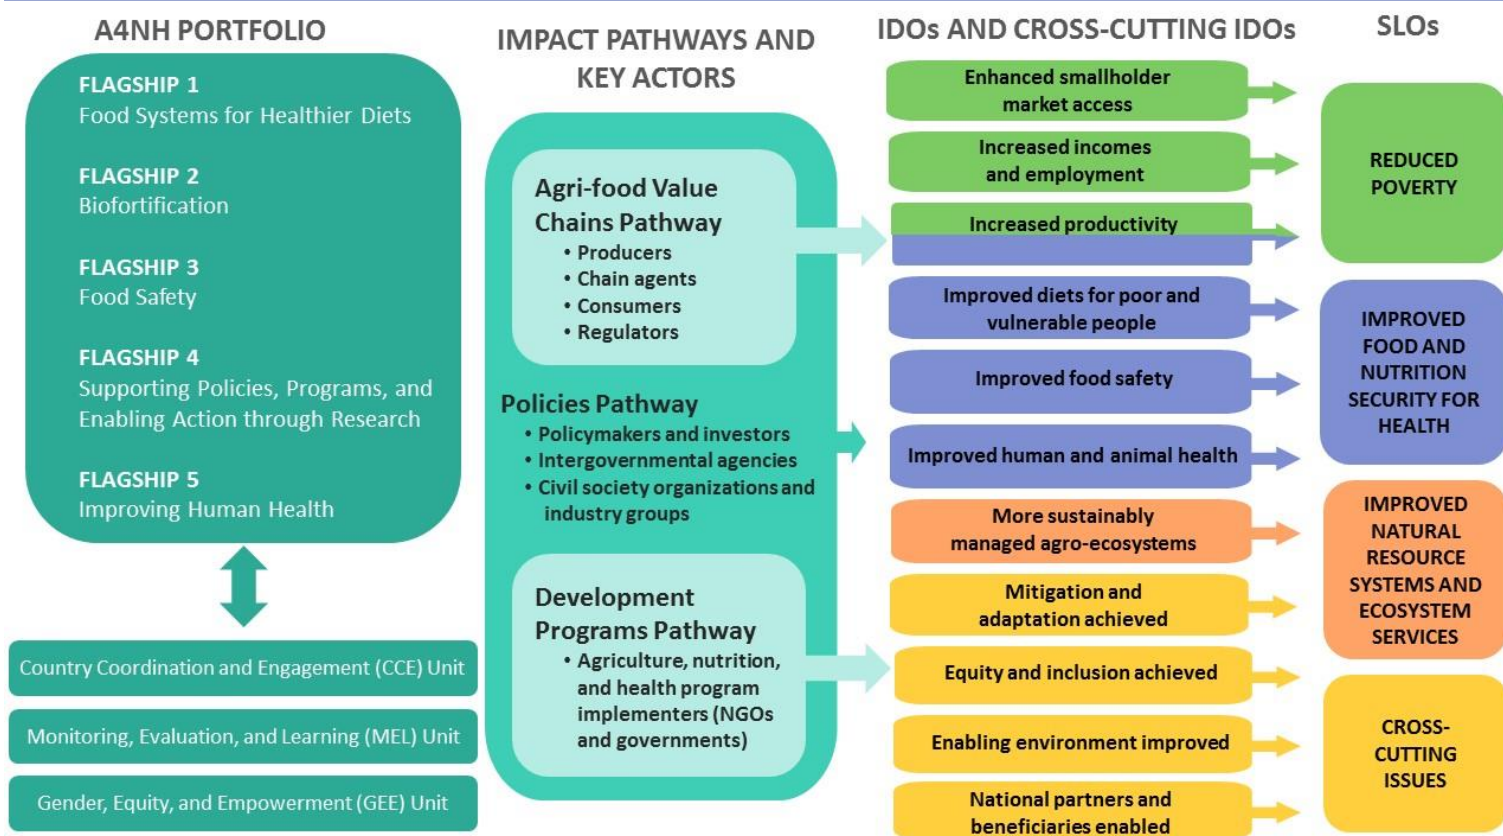 A4NH PORTFOLIO
FLAGSHIP 1
Food Systems for Healthier Diets
FLAGSHIP 2
Biofortification
FLAGSHIP 3
Food Safety
FLAGSHIP 4
Supporting Policies, Programs, and
Enabling Action through Research
FLAGSHIP 5
Improving Human Health
Country Coordination and Engagement (CCE) Unit
Monitoring, Evaluation, and Learning (MEL) Unit
Gender, Equity, and Empowerment (GEE) Unit
IMPACT PATHWAYS AND
KEY ACTORS
Agri-food Value
Chains Pathway
• Producers
• Chain agents
• Consumers
• Regulators
Policies Pathway
• Policymakers and investors
• Intergovernmental agencies
• Civil society organizations and
industry groups
Development
Programs Pathway
• Agriculture, nutrition,
and health program
implementers (NGOs
and governments)
IDOs AND CROSS-CUTTING IDOs
Enhanced smallholder
market access
Increased incomes
and employment
Increased productivity
Improved diets for poor and
vulnerable people
Improved food safety
Improved human and animal health
More sustainably
managed agro-ecosystems
Mitigation and
adaptation achieved
Equity and inclusion achieved
Enabling environment improved
National partners and
beneficiaries enabled
SLOs
REDUCED
POVERTY
IMPROVED
FOOD AND
NUTRITION
SECURITY FOR
HEALTH
IMPROVED
NATURAL
RESOURCE
SYSTEMS AND
ECOSYSTEM
SERVICES
CROSS-
CUTTING
ISSUES